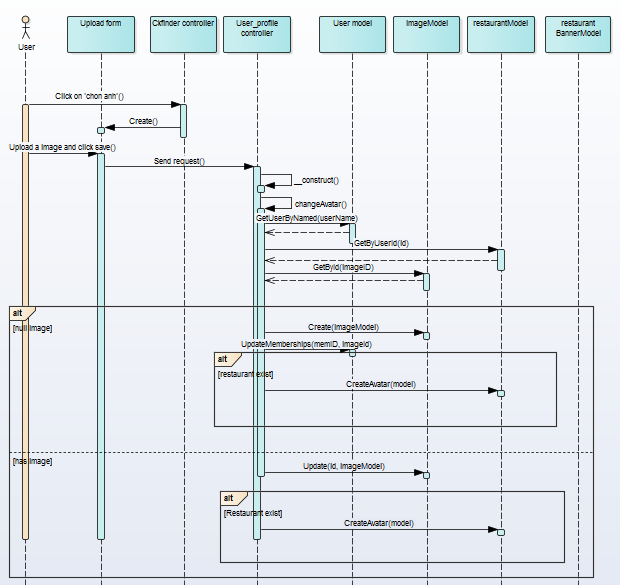 User
Upload form
Ckfinder controller
User_profile
controller
User model
ImageModel
restaurantModel
restaurant
BannerModel
Click on 'chon anh'()
Create()
Upload a image and click save()
Send request()
__construct()
changeAvatar()
GetUserByNamed(userName)
GetByUserId(Id)
GetById(ImageID)
alt
[null image]
Create(ImageModel)
UpdateMemberships(memID, ImageId)
alt
[restaurant exist]
CreateAvatar(model)
[has image]
Update(Id, ImageModel)
alt
[Restaurant exist]
CreateAvatar(model)